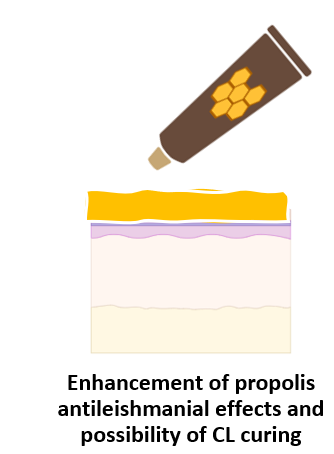 Enhancement of propolis
antileishmanial effects and
possibility of CL curing